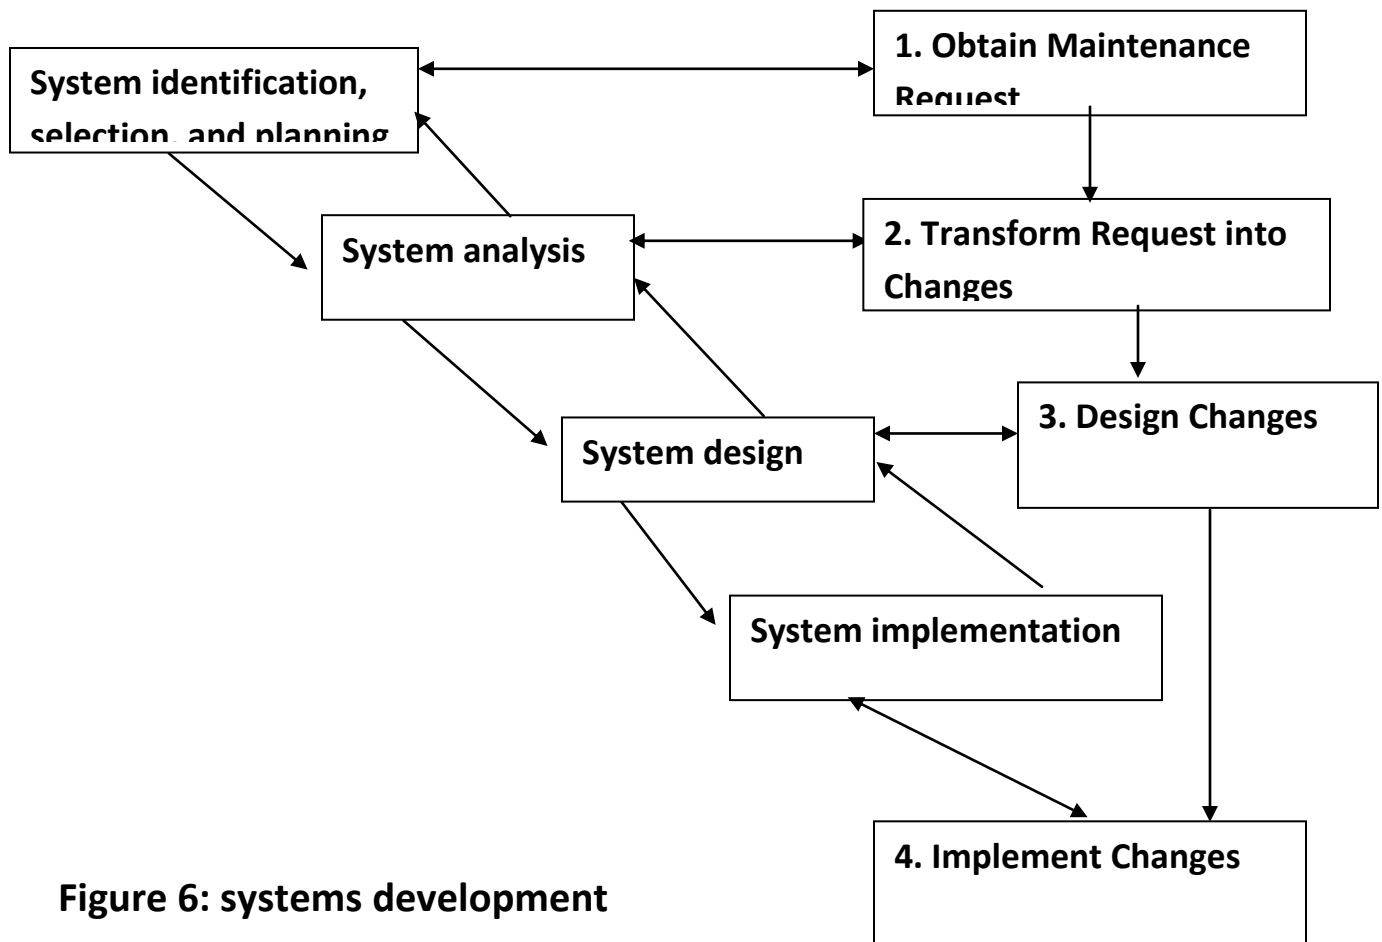 1. Obtain Maintenance
Request
System identification,
selection, and planning
2. Transform Request into
Changes
System analysis
3. Design Changes
System design
System implementation
4. Implement Changes
Figure 6: systems development